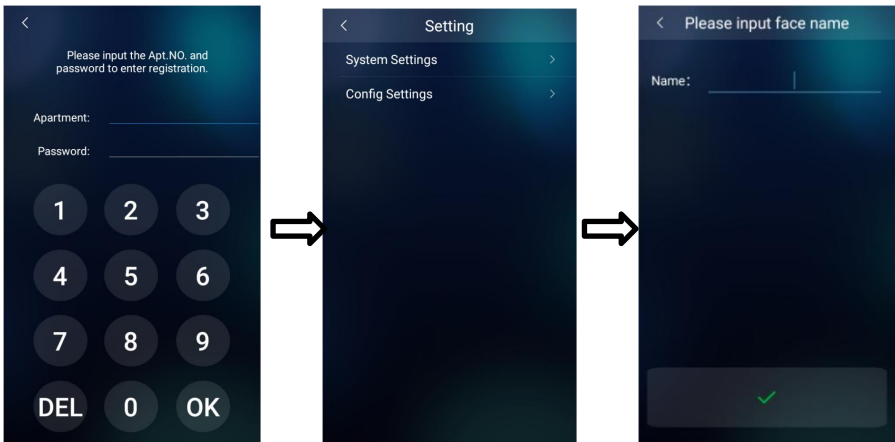 Please input the Apt.NO. and
password to enter registration.
Apartment:
Password:
1 2 3
4 5 6
7 8 9
DEL 0 OK
Setting
System Settings
Config Settings
Please input face name
Name: